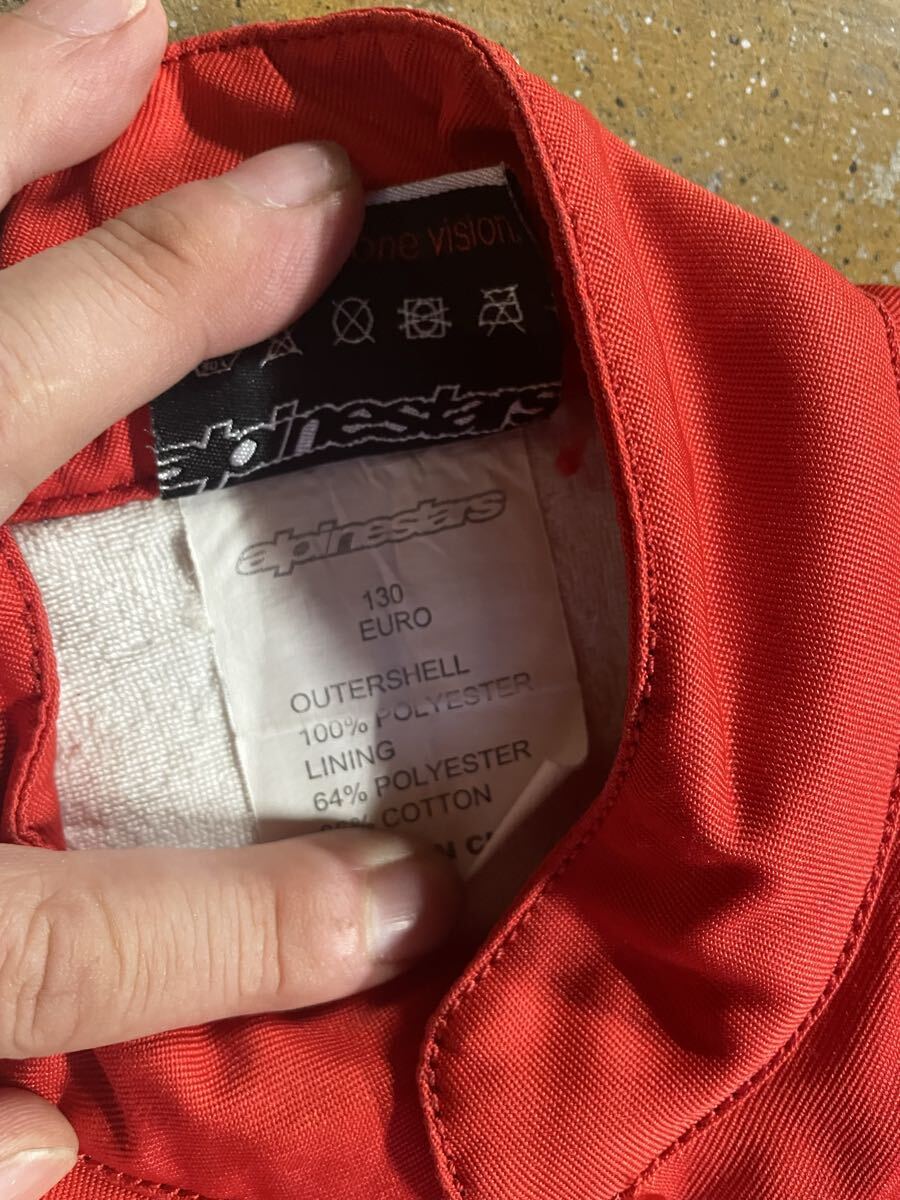 one vision.
alpinestars
alpinestars
130
EURO
OUTERSHELL
100% POLYESTER
LINING
64% POLYESTER
COTTON